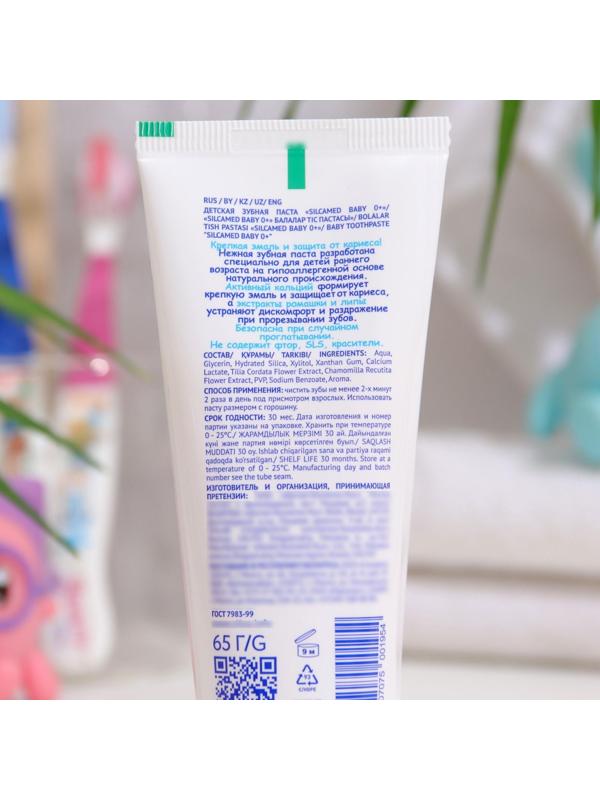 RUS / BY / KZ / UZ/ ENG
ДЕТСКАЯ ЗУБНАЯ ПАСТА «SILCAMED BABY 0+»/
«SILCAMED BABY 0+» БАЛАЛАР ТІС ПАСТАСЫ»/ BOLALAR
TISH PASTASI «SILCAMED BABY 0+»/ BABY TOOTHPASTE
"SILCAMED BABY 0+"
Крепкая эмаль и защита от кариеса!
Нежная зубная паста разработана
специально для детей раннего
возраста на гипоаллергенной основе
натурального происхождения.
Активный кальций формирует
крепкую эмаль и защищает от кариеса,
а экстракты ромашки и липы
устраняют дискомфорт и раздражение
при прорезывании зубов.
Безопасна при случайном
проглатывании.
Не содержит фтор, SLS, красители.
СОСТАВ/ ҚҰРАМЫ/ TARKIBI/ INGREDIENTS: Aqua,
Glycerin, Hydrated Silica, Xylitol, Xanthan Gum, Calcium
Lactate, Tilia Cordata Flower Extract, Chamomilla Recutita
Flower Extract, PVP, Sodium Benzoate, Aroma.
СПОСОБ ПРИМЕНЕНИЯ: чистить зубы не менее 2-х минут
2 раза в день под присмотром взрослых. Использовать
пасту размером с горошину.
СРОК ГОДНОСТИ: 30 мес. Дата изготовления и номер
партии указаны на упаковке. Хранить при температуре
0 - 25°C./ ЖАРАМДЫЛЫҚ МЕРЗІМІ 30 ай. Дайындалған
күні және партия нөмірі көрсетілген буып./ SAQLASH
MUDDATI 30 oy. Ishlab chiqarilgan sana va partiya raqami
qadoqda ko'rsatilgan./ SHELF LIFE 30 months. Store at a
temperature of 0 - 25°C. Manufacturing day and batch
number see the tube seam.
ИЗГОТОВИТЕЛЬ И ОРГАНИЗАЦИЯ, ПРИНИМАЮЩАЯ
ПРЕТЕНЗИИ:
ГОСТ 7983-99
65 Г/G
9 м
92
C/HDPE
07075 001954